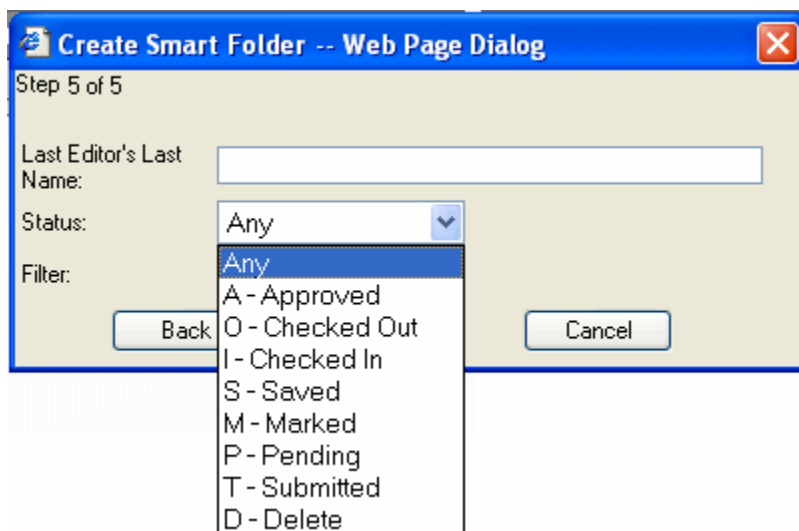 Create Smart Folder -- Web Page Dialog
Step 5 of 5
Last Editor's Last
Name:
Status:
Any
Filter:
Any
A - Approved
O - Checked Out
I - Checked In
S - Saved
M - Marked
P - Pending
T - Submitted
D - Delete
Back
Cancel